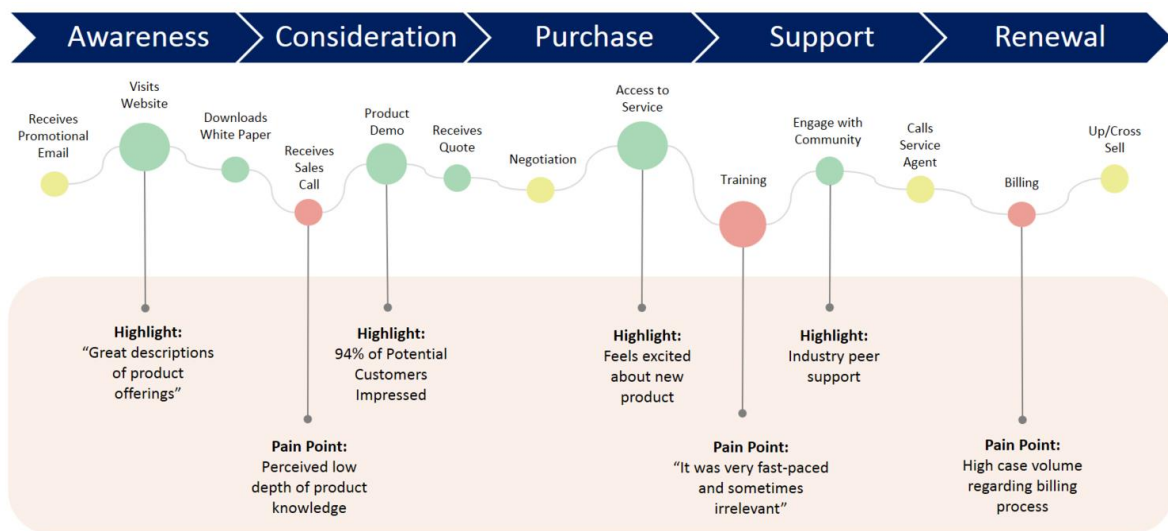 Awareness
Consideration
Purchase
Support
Renewal
Receives
Promotional
Email
Visits
Website
Downloads
White Paper
Receives
Sales
Call
Product
Demo
Receives
Quote
Negotiation
Access to
Service
Training
Engage with
Community
Calls
Service
Agent
Billing
Up/Cross
Sell
Highlight:
“Great descriptions
of product
offerings”
Pain Point:
Perceived low
depth of product
knowledge
Highlight:
94% of Potential
Customers
Impressed
Highlight:
Feels excited
about new
product
Pain Point:
“It was very fast-paced
and sometimes
irrelevant”
Highlight:
Industry peer
support
Pain Point:
High case volume
regarding billing
process